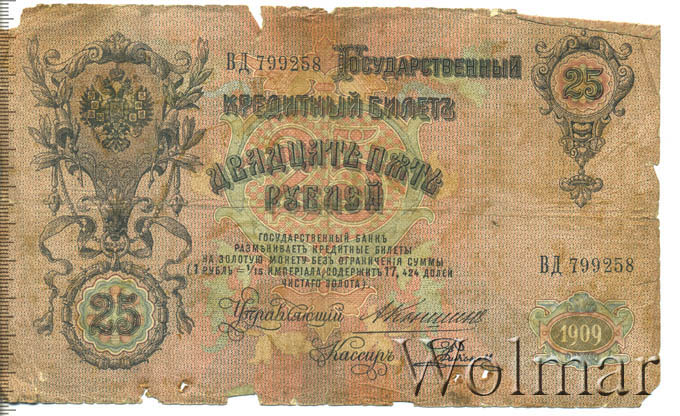 ВД 799258 Государственный
25
Кредитный Билетъ
Двадцать пять
рублей
Государственный банкъ
размѣниваетъ кредитные билеты
на золотую монету безъ ограниченія суммы
(1 рубль = 1/15 имперіала, содержитъ 17,424 долей
чистаго золота).
ВД 799258
25
Управляющій
1909
Кассиръ
Wolmar